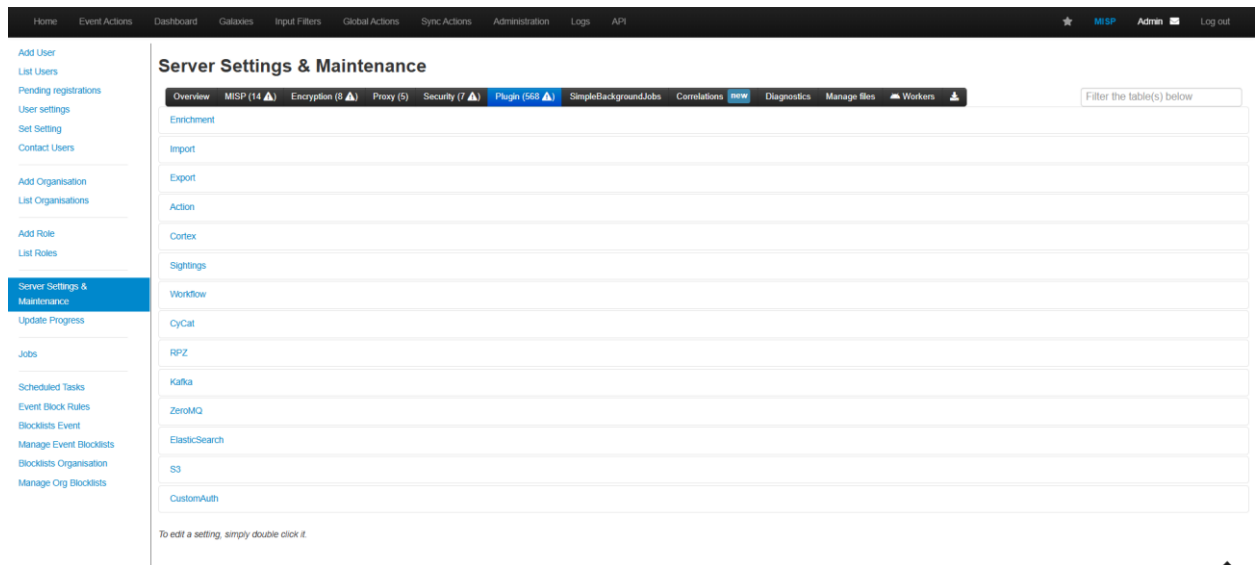 Home Event Actions Dashboard Galaxies Input Filters Global Actions Sync Actions Administration Logs API MISP Admin Log out
Add User
List Users
Pending registrations
User settings
Set Setting
Contact Users
Add Organisation
List Organisations
Add Role
List Roles
Server Settings &
Maintenance
Update Progress
Jobs
Scheduled Tasks
Event Block Rules
Blocklists Event
Manage Event Blocklists
Blocklists Organisation
Manage Org Blocklists
Server Settings & Maintenance
Overview MISP (14 ⚠) Encryption (8 ⚠) Proxy (5) Security (7 ⚠) Plugin (568 ⚠) SimpleBackgroundJobs Correlations new Diagnostics Manage files Workers Filter the table(s) below
Enrichment
Import
Export
Action
Cortex
Sightings
Workflow
CyCat
RPZ
Kafka
ZeroMQ
ElasticSearch
S3
CustomAuth
To edit a setting, simply double click it.